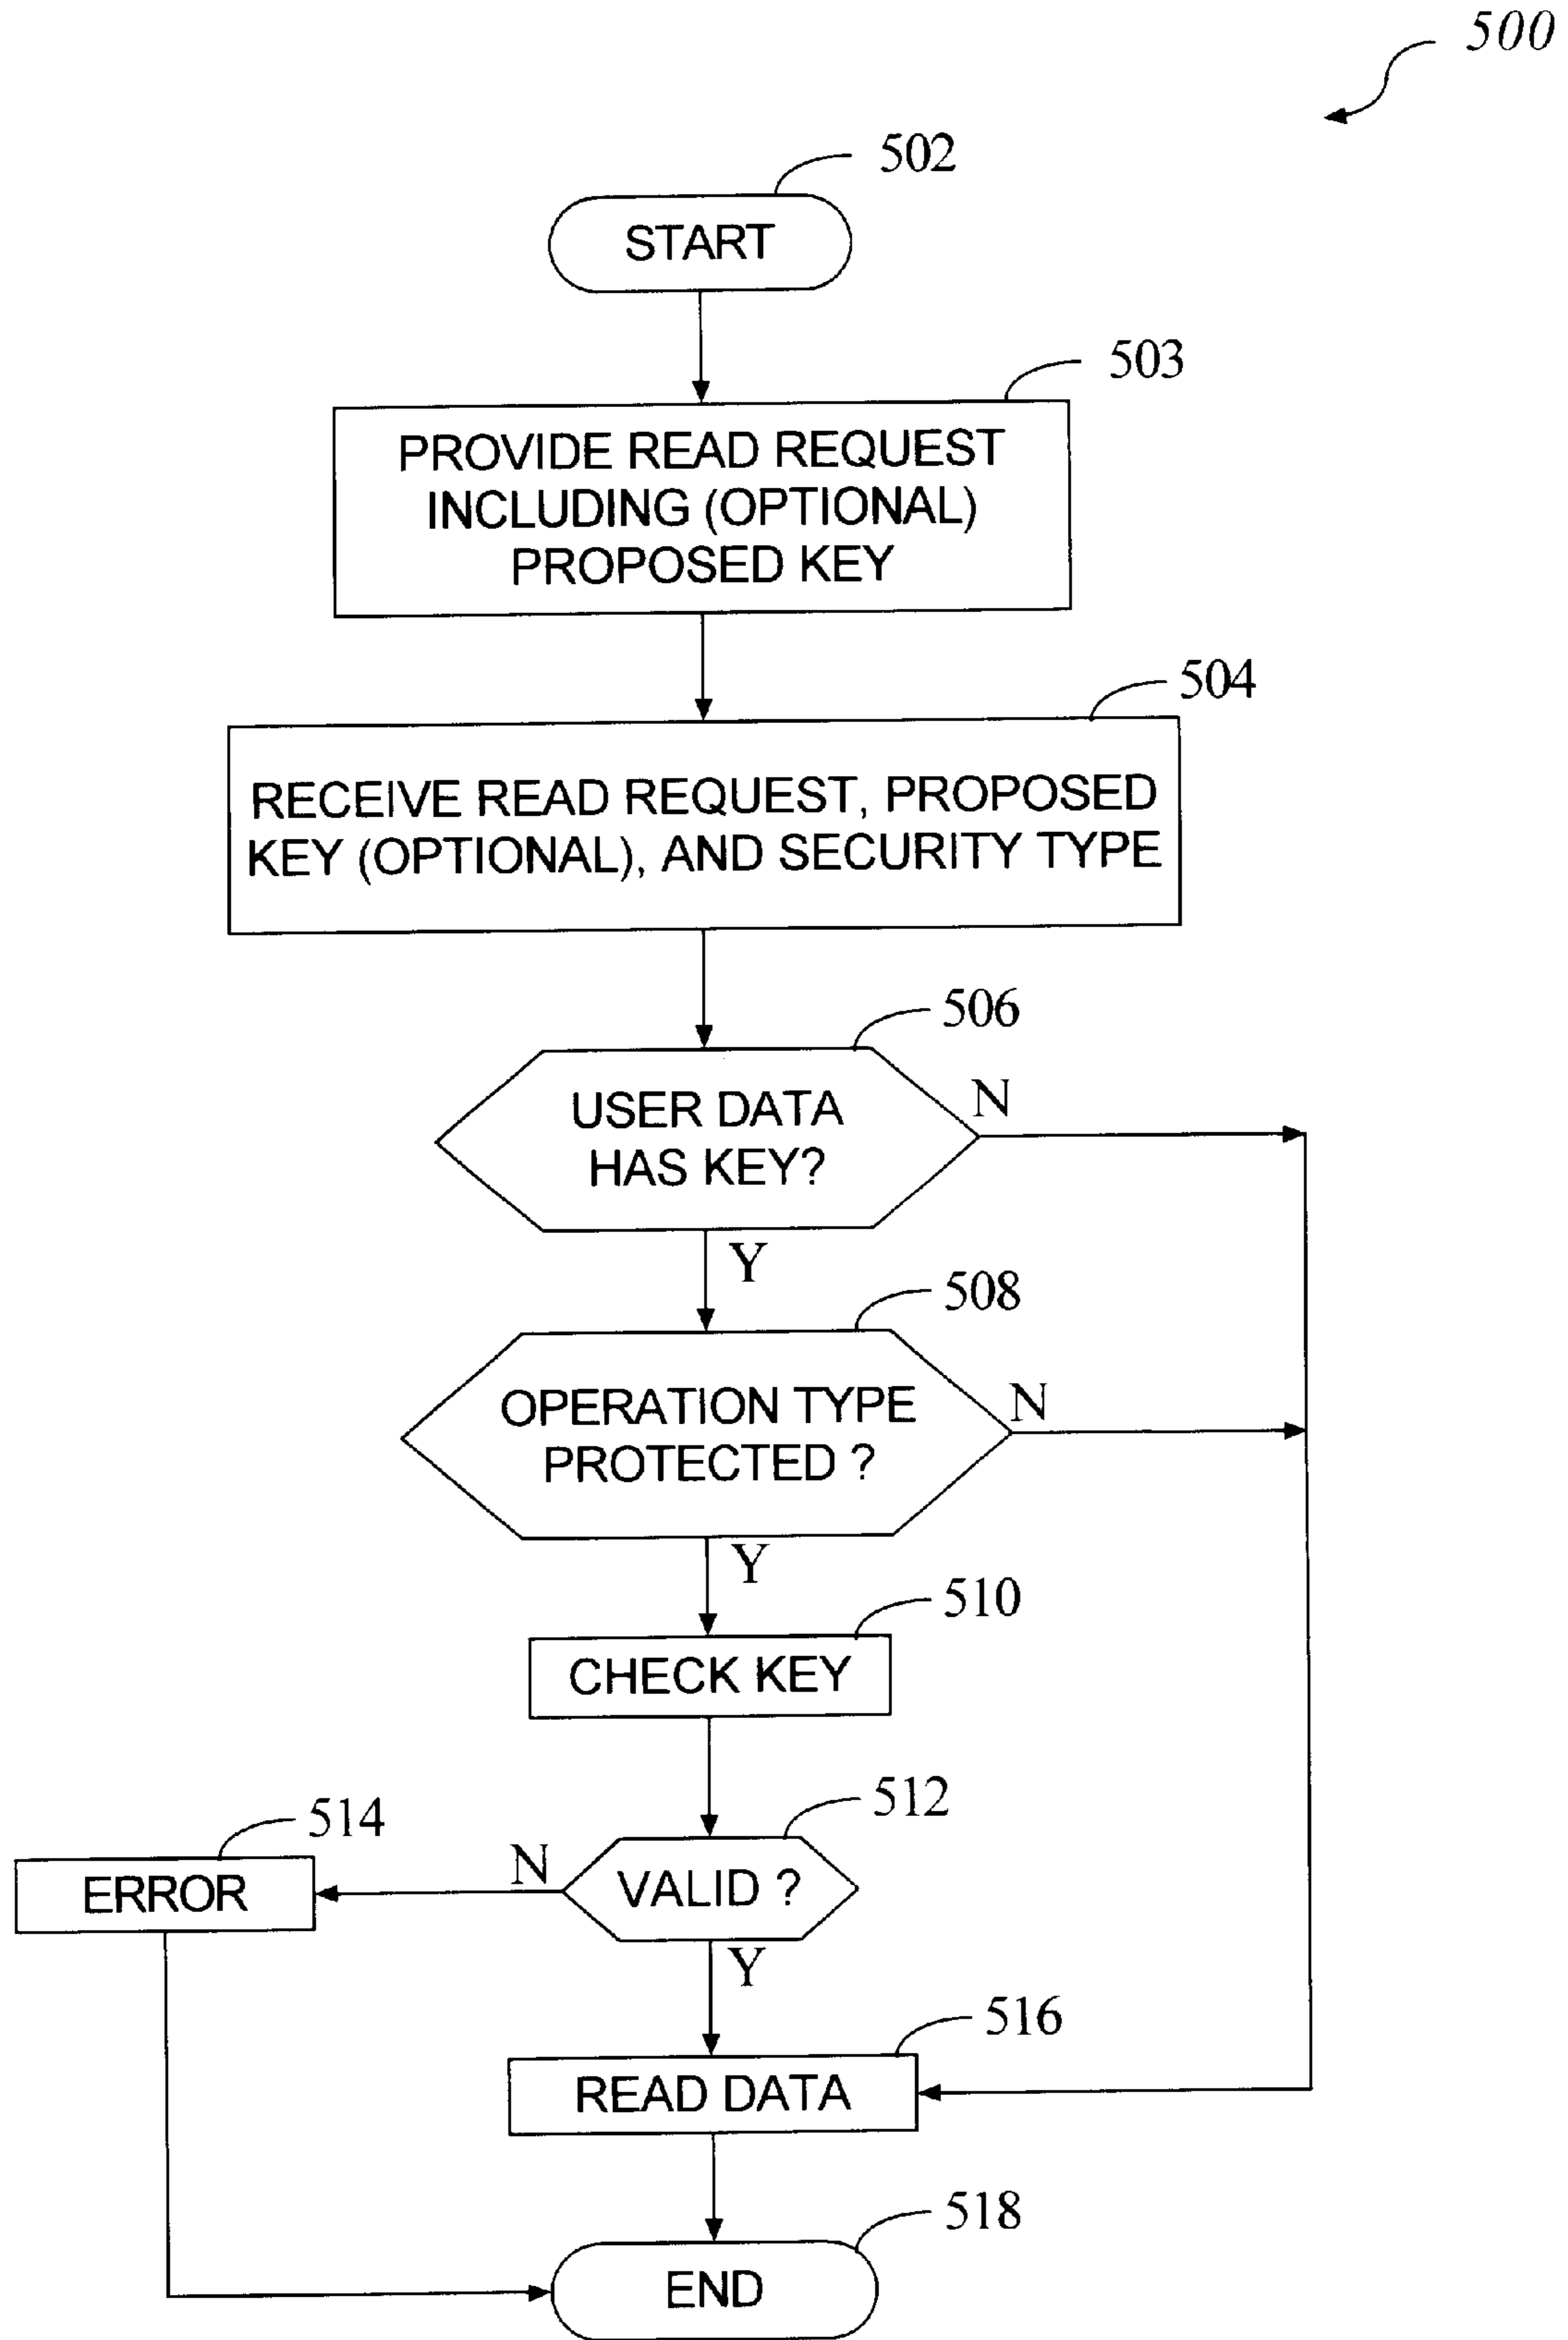 500
502
START
503
PROVIDE READ REQUEST
INCLUDING (OPTIONAL)
PROPOSED KEY
504
RECEIVE READ REQUEST, PROPOSED
KEY (OPTIONAL), AND SECURITY TYPE
506
USER DATA
HAS KEY?
N
Y
508
OPERATION TYPE
PROTECTED ?
N
Y
510
CHECK KEY
512
VALID ?
N
514
ERROR
Y
516
READ DATA
518
END